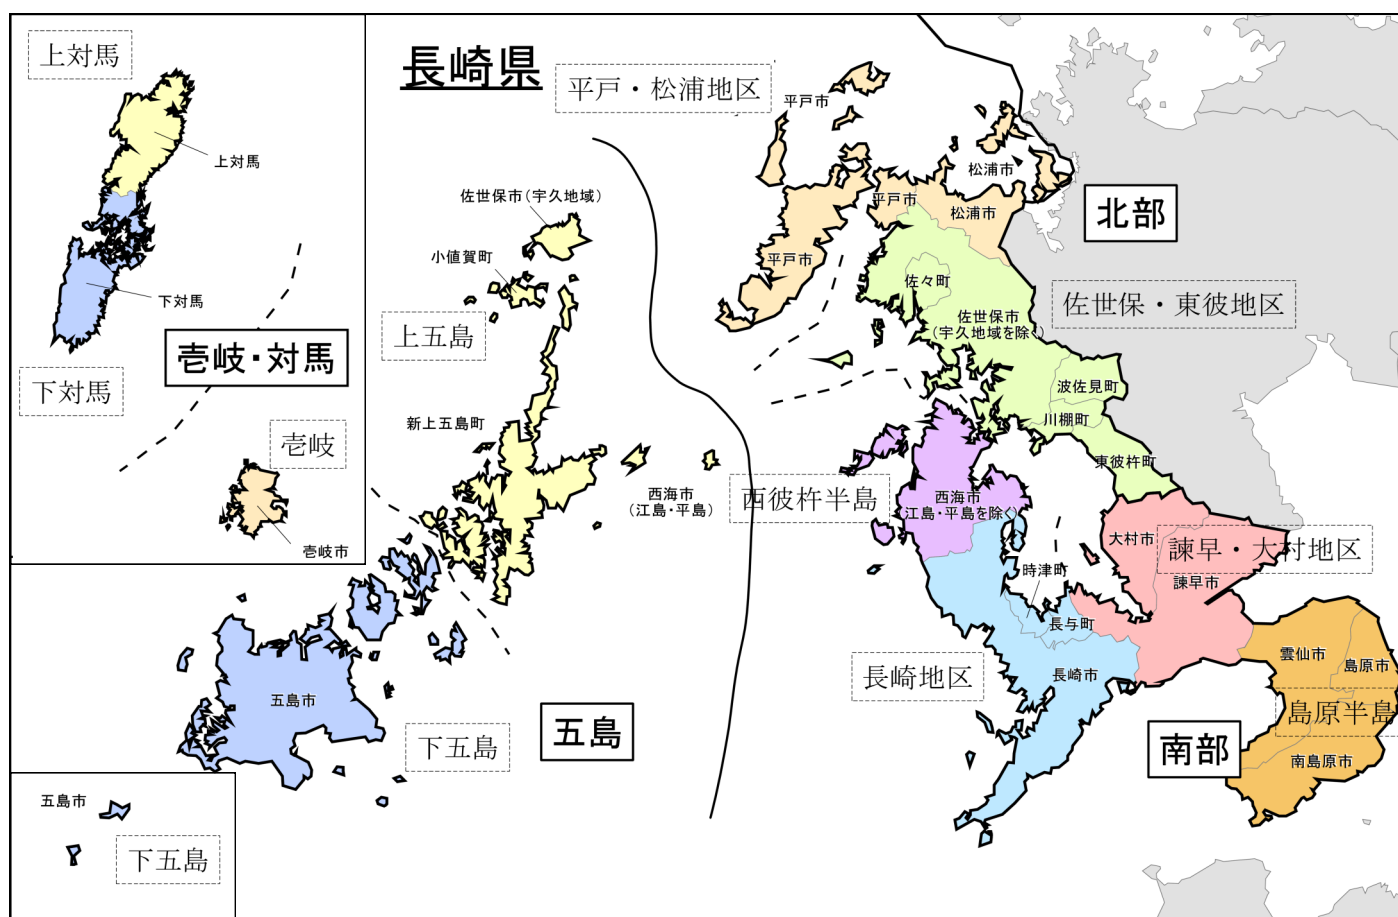 上対馬
上対馬
下対馬
壱岐・対馬
下対馬
壱岐
壱岐市
長崎県
平戸・松浦地区
平戸市
松浦市
平戸市
松浦市
平戸市
北部
佐世保市(宇久地域)
小値賀町
上五島
新上五島町
西海市
(江島・平島)
佐々町
佐世保・東彼地区
佐世保市
(宇久地域を除く)
波佐見町
川棚町
東彼杵町
西彼杵半島
西海市
(江島・平島を除く)
大村市
諫早・大村地区
諫早市
時津町
長与町
長崎地区
長崎市
雲仙市
島原市
島原半島
南島原市
南部
五島市
下五島
五島
五島市
下五島